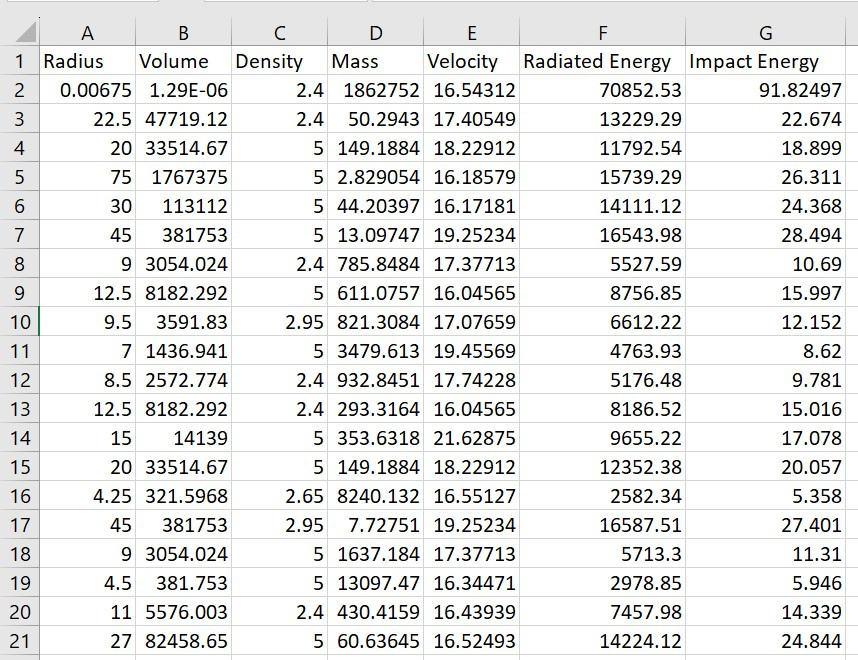 A B C D E F G
1 Radius Volume Density Mass Velocity Radiated Energy Impact Energy
2 0.00675 1.29E-06 2.4 1862752 16.54312 70852.53 91.82497
3 22.5 47719.12 2.4 50.2943 17.40549 13229.29 22.674
4 20 33514.67 5 149.1884 18.22912 11792.54 18.899
5 75 1767375 5 2.829054 16.18579 15739.29 26.311
6 30 113112 5 44.20397 16.17181 14111.12 24.368
7 45 381753 5 13.09747 19.25234 16543.98 28.494
8 9 3054.024 2.4 785.8484 17.37713 5527.59 10.69
9 12.5 8182.292 5 611.0757 16.04565 8756.85 15.997
10 9.5 3591.83 2.95 821.3084 17.07659 6612.22 12.152
11 7 1436.941 5 3479.613 19.45569 4763.93 8.62
12 8.5 2572.774 2.4 932.8451 17.74228 5176.48 9.781
13 12.5 8182.292 2.4 293.3164 16.04565 8186.52 15.016
14 15 14139 5 353.6318 21.62875 9655.22 17.078
15 20 33514.67 5 149.1884 18.22912 12352.38 20.057
16 4.25 321.5968 2.65 8240.132 16.55127 2582.34 5.358
17 45 381753 2.95 7.72751 19.25234 16587.51 27.401
18 9 3054.024 5 1637.184 17.37713 5713.3 11.31
19 4.5 381.753 5 13097.47 16.34471 2978.85 5.946
20 11 5576.003 2.4 430.4159 16.43939 7457.98 14.339
21 27 82458.65 5 60.63645 16.52493 14224.12 24.844